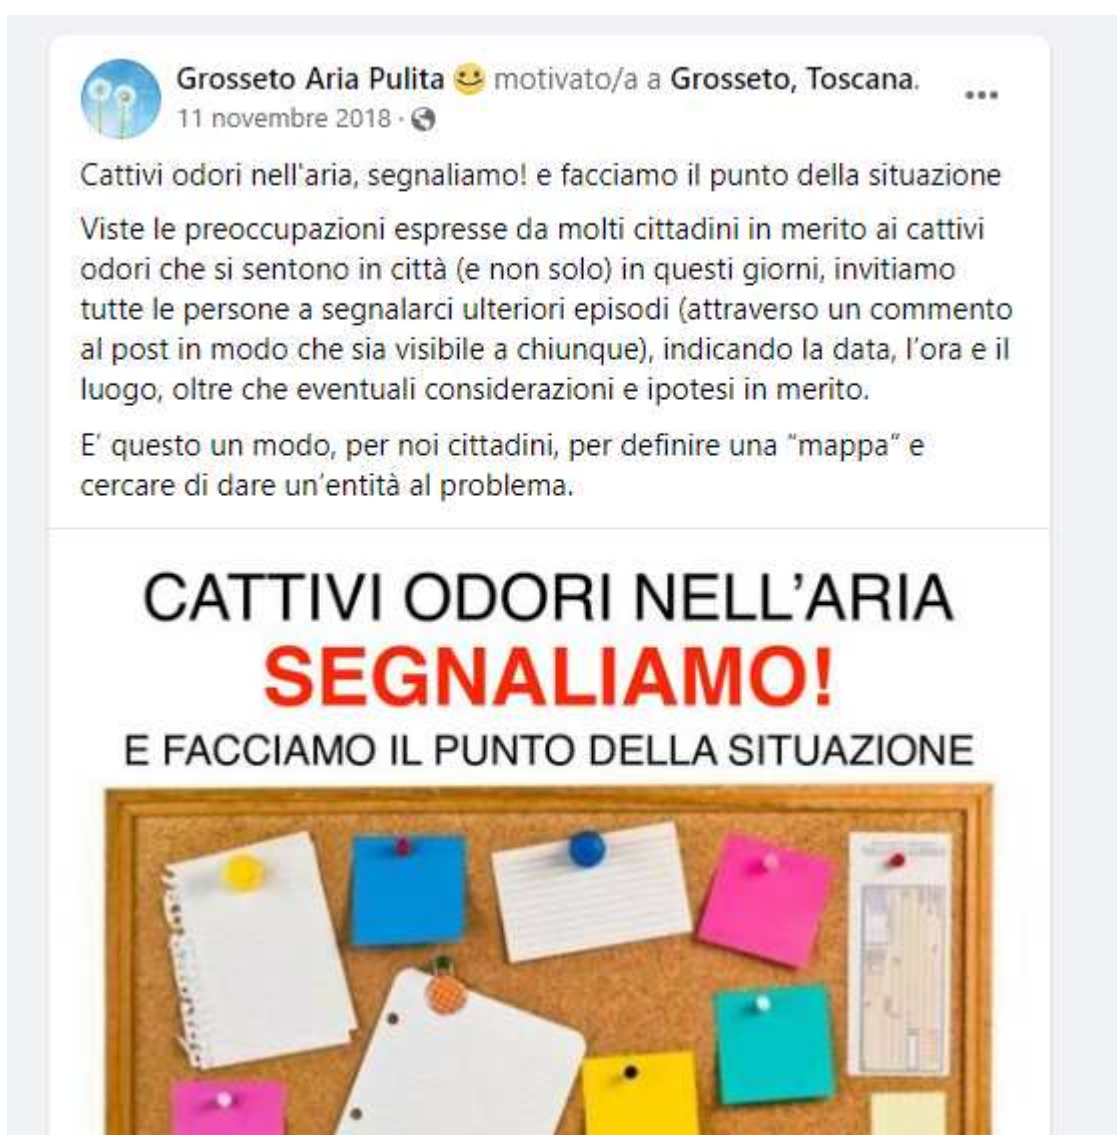 Grosseto Aria Pulita 🙂 motivato/a a Grosseto, Toscana.
11 novembre 2018 ·
Cattivi odori nell'aria, segnaliamo! e facciamo il punto della situazione
Viste le preoccupazioni espresse da molti cittadini in merito ai cattivi
odori che si sentono in città (e non solo) in questi giorni, invitiamo
tutte le persone a segnalarci ulteriori episodi (attraverso un commento
al post in modo che sia visibile a chiunque), indicando la data, l'ora e il
luogo, oltre che eventuali considerazioni e ipotesi in merito.
E' questo un modo, per noi cittadini, per definire una "mappa" e
cercare di dare un'entità al problema.
CATTIVI ODORI NELL'ARIA
SEGNALIAMO!
E FACCIAMO IL PUNTO DELLA SITUAZIONE